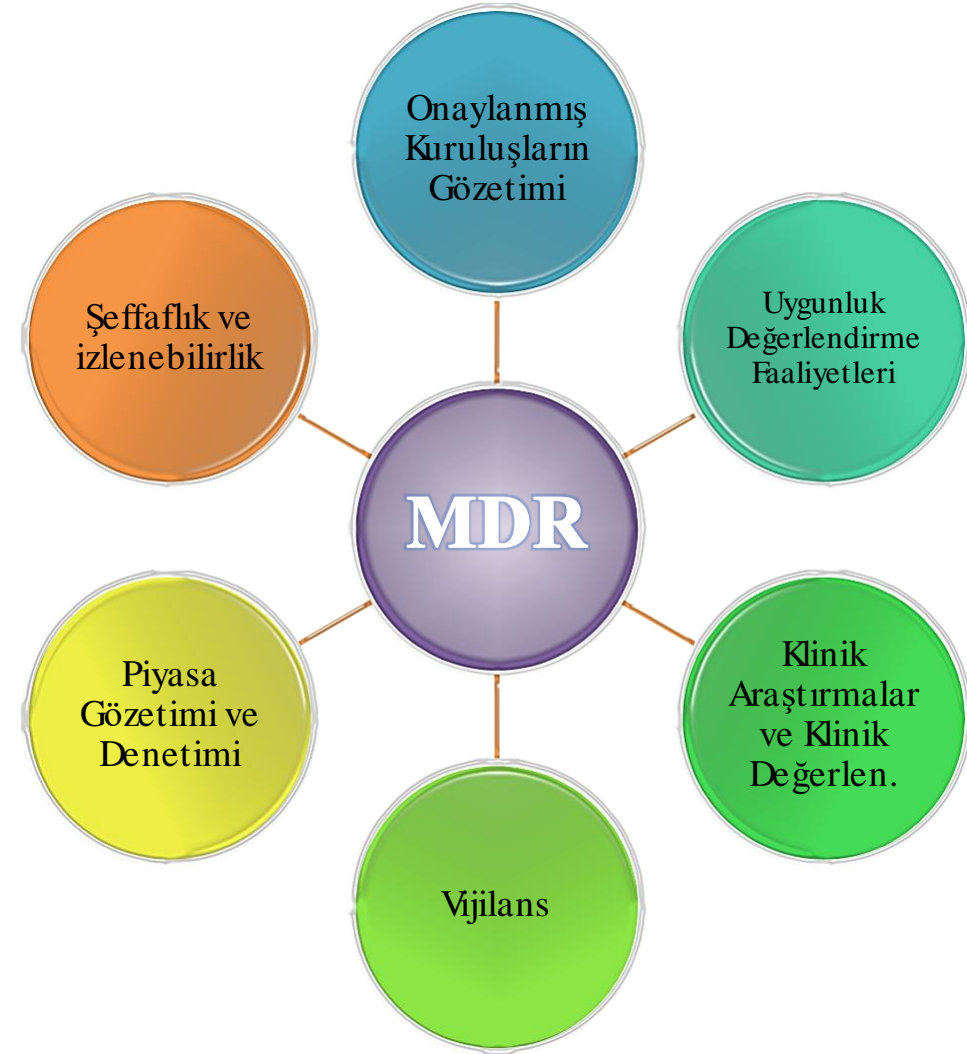 Onaylanmış
Kuruluşların
Gözetimi
Uygunluk
Değerlendirme
Faaliyetleri
Klinik
Araştırmalar
ve Klinik
Değerlen.
Vijilans
Piyasa
Gözetimi ve
Denetimi
Şeffaflık ve
izlenebilirlik
MDR